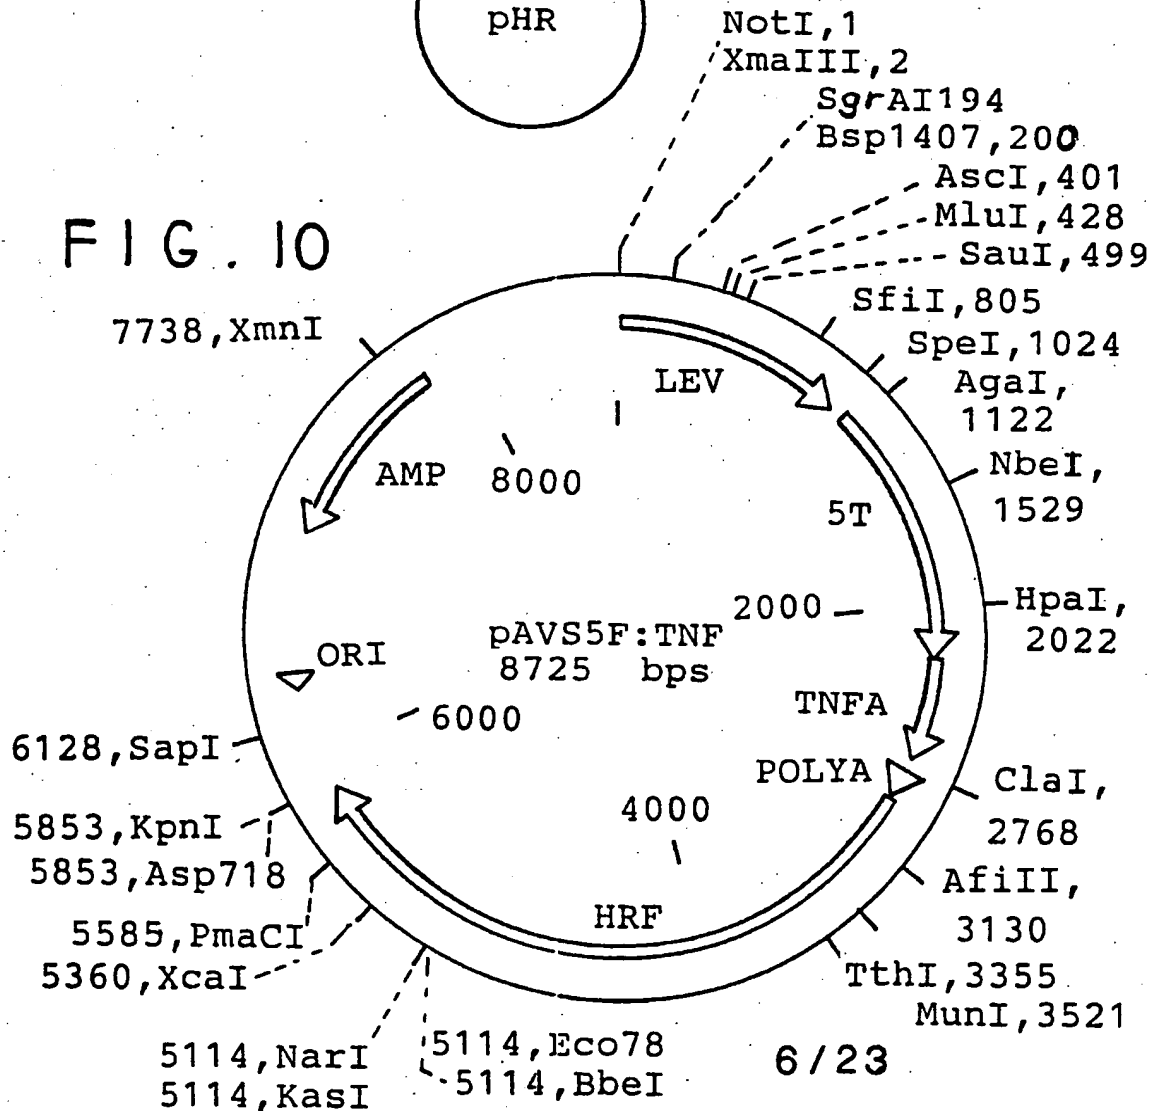 pHR
NotI,1
XmaIII,2
SgrAI194
Bsp1407,200
AscI,401
MluI,428
SauI,499
FIG. 10
SfiI,805
7738,XmnI
SpeI,1024
LEV
AgaI,
1122
I
AMP
8000
NbeI,
1529
5T
2000
HpaI,
2022
pAVS5F:TNF
8725 bps
ORI
TNFA
6000
6128,SapI
POLYA
ClaI,
2768
4000
5853,KpnI
5853,Asp718
AfiII,
3130
HRF
5585,PmaCI
5360,XcaI
TthI,3355
MunI,3521
5114,NarI
5114,KasI
5114,Eco78
5114,BbeI
6/23